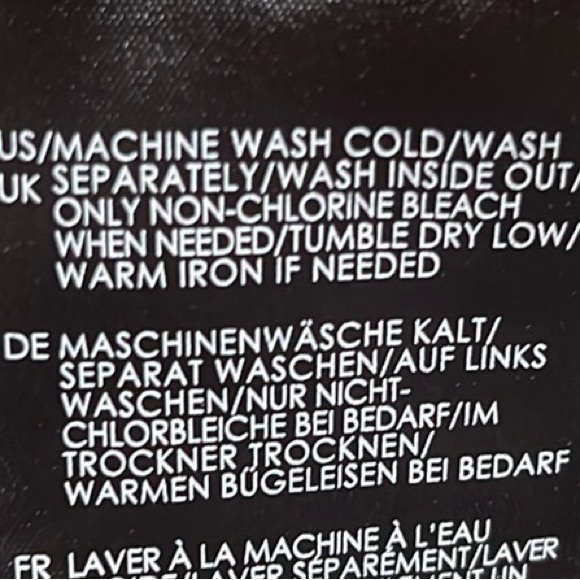 US/MACHINE WASH COLD/WASH
UK SEPARATELY/WASH INSIDE OUT/
ONLY NON-CHLORINE BLEACH
WHEN NEEDED/TUMBLE DRY LOW/
WARM IRON IF NEEDED
DE MASCHINENWÄSCHE KALT/
SEPARAT WASCHEN/AUF LINKS
WASCHEN/NUR NICHT-
CHLORBLEICHE BEI BEDARF/IM
TROCKNER TROCKNEN/
WARMEN BÜGELEISEN BEI BEDARF
FR LAVER À LA MACHINE À L'EAU
SÉPARÉMENT/LAVER